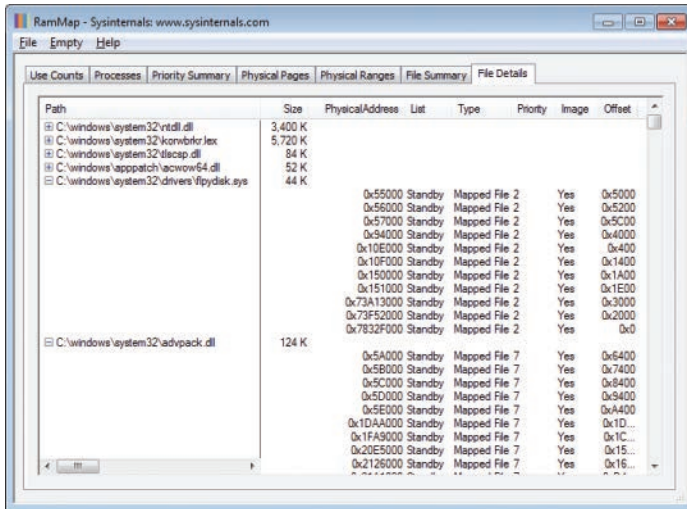 RamMap - Sysinternals: www.sysinternals.com
File Empty Help
Use Counts Processes Priority Summary Physical Pages Physical Ranges File Summary File Details
Path Size PhysicalAddress List Type Priority Image Offset
C:\windows\system32\ntdll.dll 3,400 K
C:\windows\system32\korwbrkr.lex 5,720 K
C:\windows\system32\tlscsp.dll 84 K
C:\windows\apppatch\acwow64.dll 52 K
C:\windows\system32\drivers\flpydisk.sys 44 K
0x55000 Standby Mapped File 2 Yes 0x5000
0x56000 Standby Mapped File 2 Yes 0x5200
0x57000 Standby Mapped File 2 Yes 0x5C00
0x94000 Standby Mapped File 2 Yes 0x4000
0x10E000 Standby Mapped File 2 Yes 0x400
0x10F000 Standby Mapped File 2 Yes 0x1400
0x150000 Standby Mapped File 2 Yes 0x1A00
0x151000 Standby Mapped File 2 Yes 0x1E00
0x73A13000 Standby Mapped File 2 Yes 0x3000
0x73F52000 Standby Mapped File 2 Yes 0x2000
0x7832F000 Standby Mapped File 2 Yes 0x0
C:\windows\system32\advpack.dll 124 K
0x5A000 Standby Mapped File 7 Yes 0x6400
0x5B000 Standby Mapped File 7 Yes 0x7400
0x5C000 Standby Mapped File 7 Yes 0x8400
0x5D000 Standby Mapped File 7 Yes 0x9400
0x5E000 Standby Mapped File 7 Yes 0xA400
0x1DAA000 Standby Mapped File 7 Yes 0x1D...
0x1FA9000 Standby Mapped File 7 Yes 0x1C...
0x20E5000 Standby Mapped File 7 Yes 0x15...
0x2126000 Standby Mapped File 7 Yes 0x16...